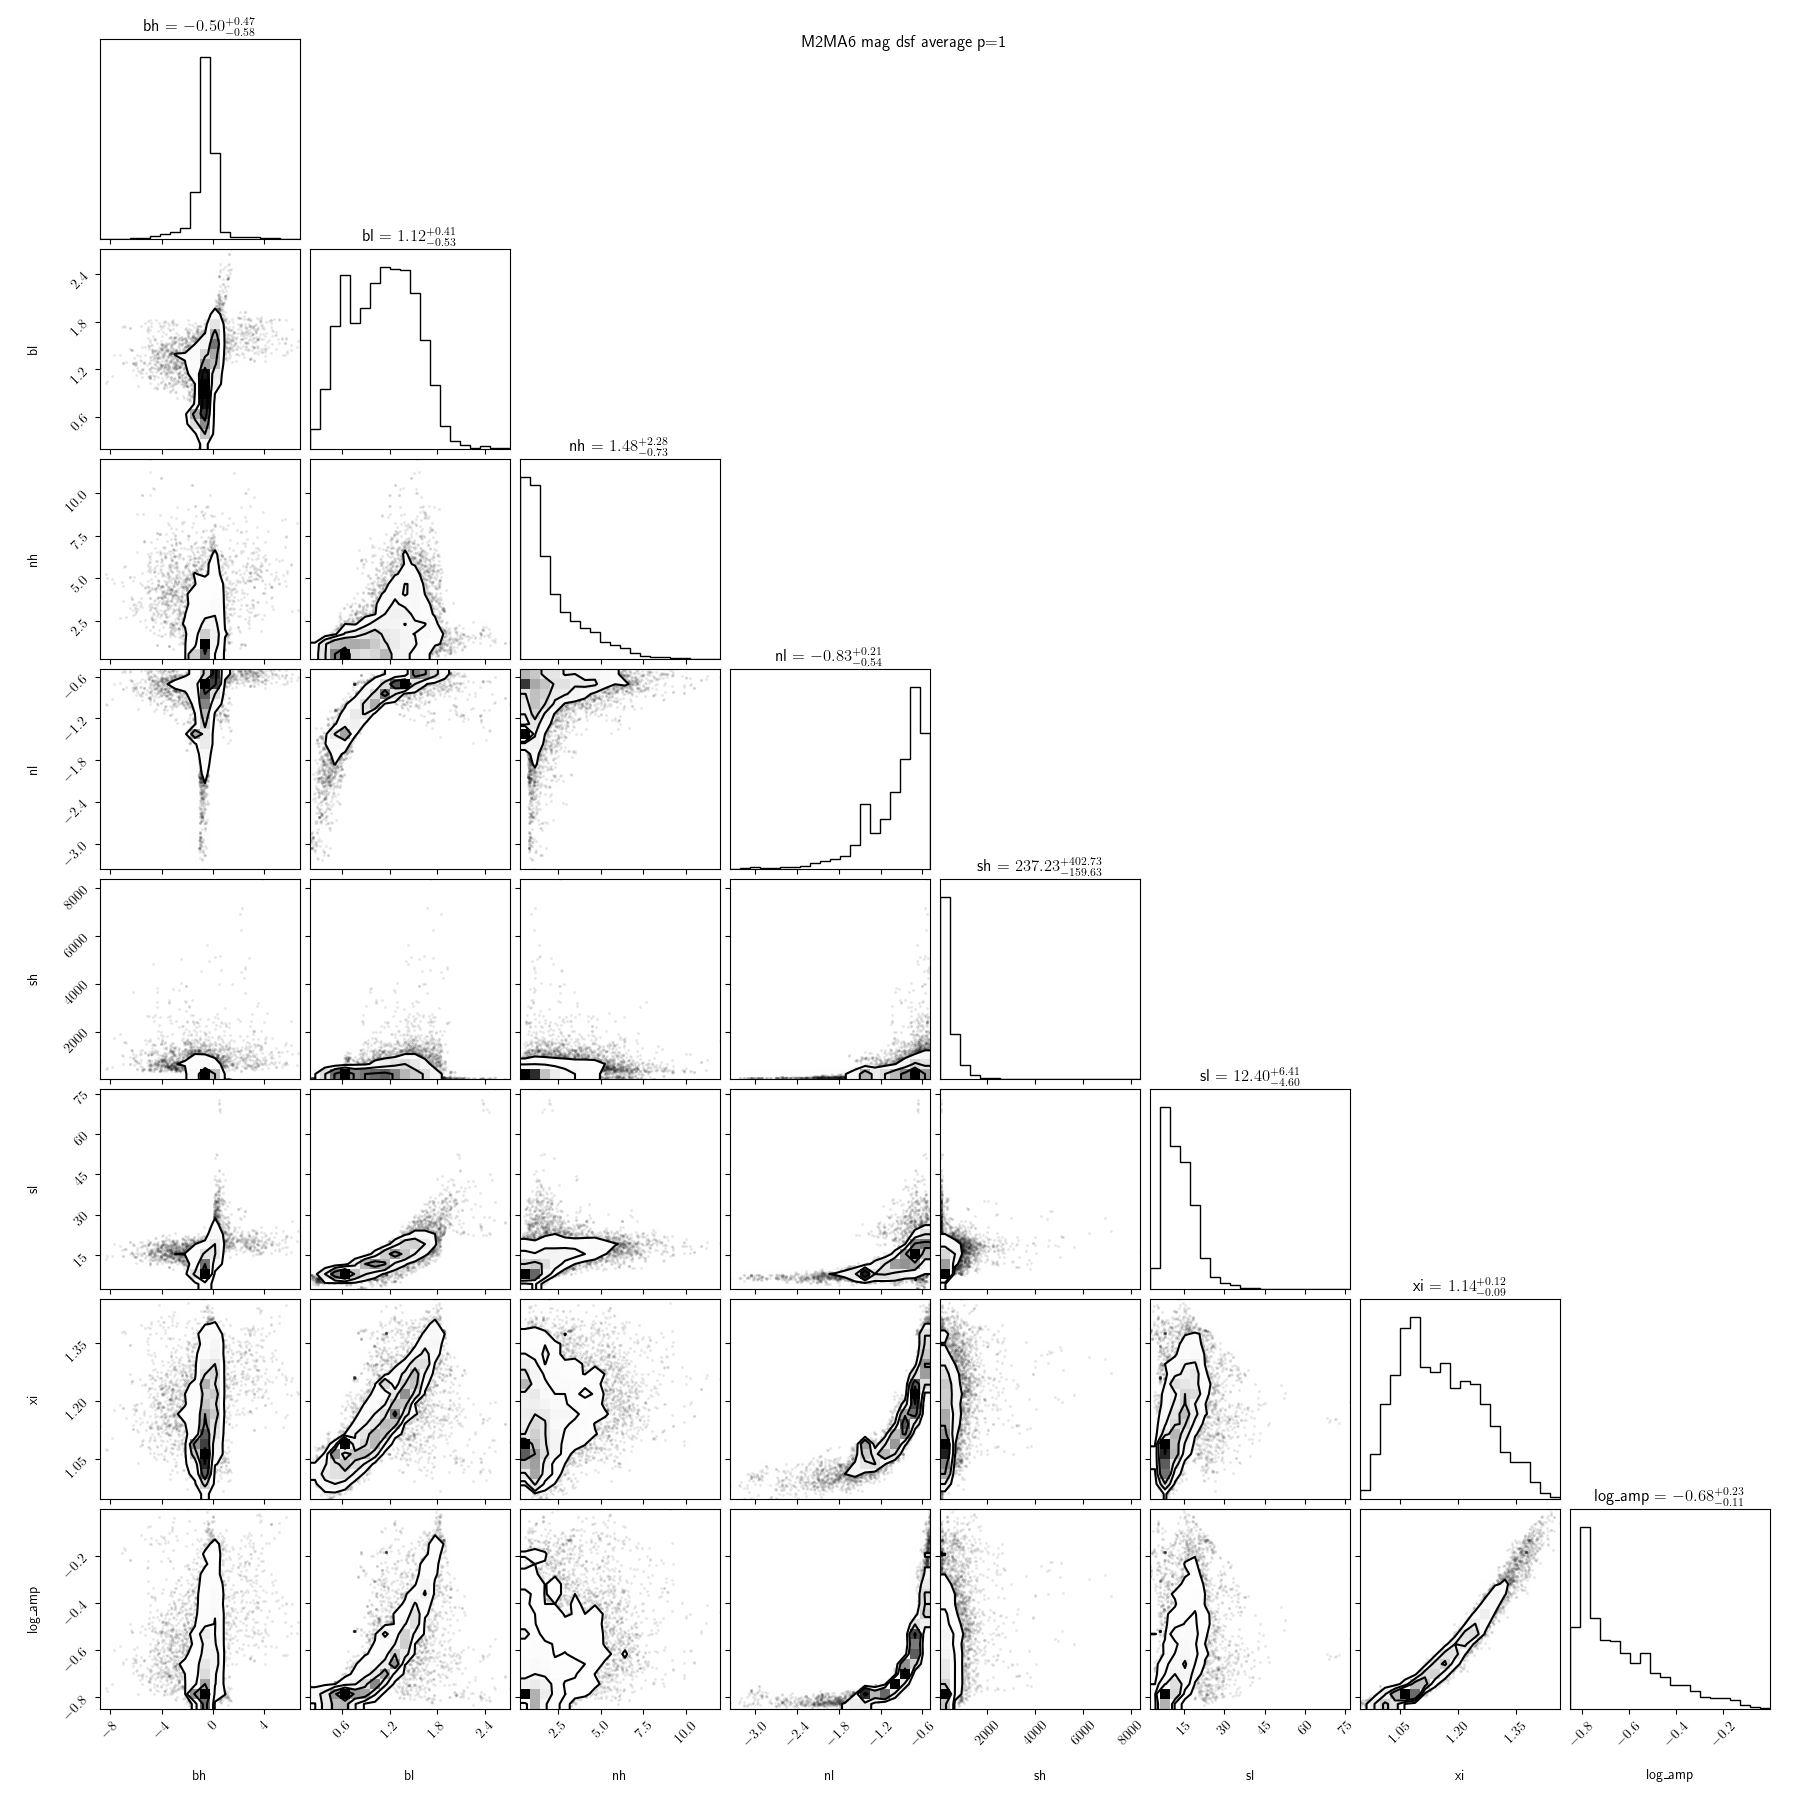 bh = −0.50 +0.47 −0.58
M2MA6 mag dsf average p=1
bl = 1.12 +0.41 −0.53
2.4
1.8
1.2
0.6
bl
nh = 1.48 +2.28 −0.73
10.0
7.5
5.0
2.5
nh
nl = −0.83 +0.21 −0.54
−0.6
−1.2
−1.8
−2.4
−3.0
nl
sh = 237.23 +402.73 −159.63
8000
6000
4000
2000
sh
sl = 12.40 +6.41 −4.60
75
60
45
30
15
sl
xi = 1.14 +0.12 −0.09
1.35
1.20
1.05
xi
log_amp = −0.68 +0.23 −0.11
−0.2
−0.4
−0.6
−0.8
log_amp
−8 −4 0 4 0.6 1.2 1.8 2.4 2.5 5.0 7.5 10.0 −3.0 −2.4 −1.8 −1.2 −0.6 2000 4000 6000 8000 15 30 45 60 75 1.05 1.20 1.35 −0.8 −0.6 −0.4 −0.2
bh bl nh nl sh sl xi log_amp